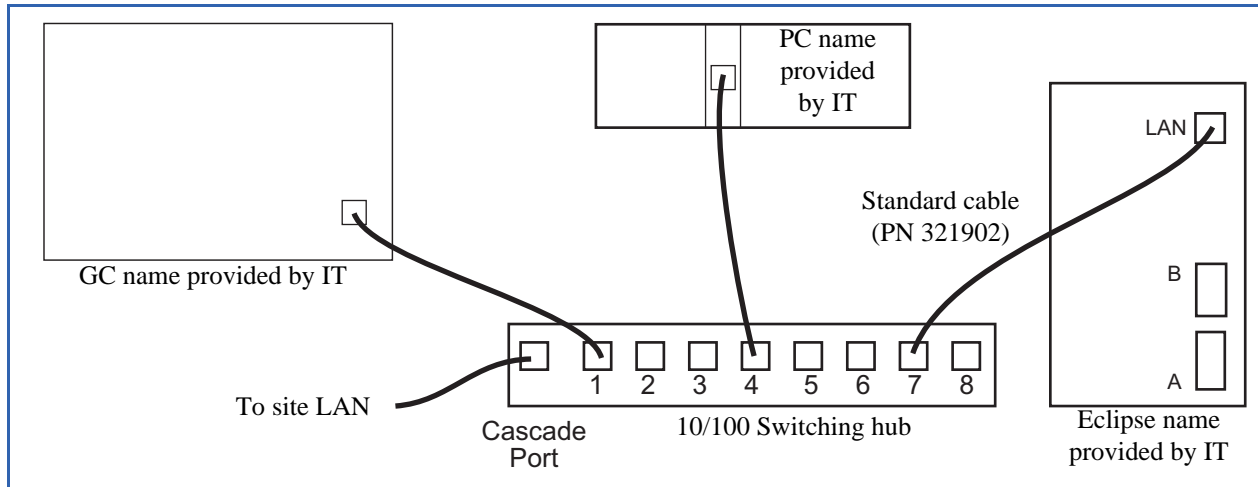 PC name
provided
by IT
LAN
Standard cable
(PN 321902)
GC name provided by IT
B
A
1 2 3 4 5 6 7 8
To site LAN
Cascade
Port
10/100 Switching hub
Eclipse name
provided by IT